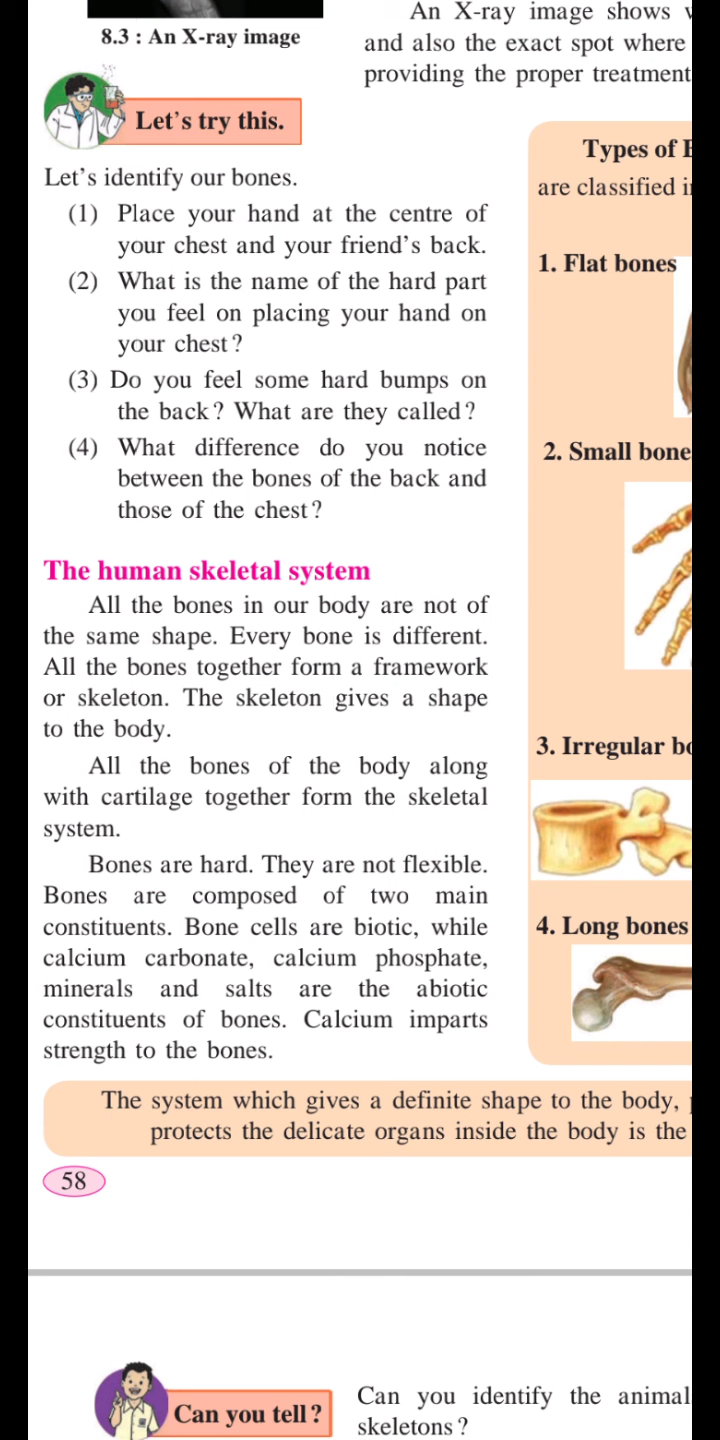 8.3 : An X-ray image
An X-ray image shows
and also the exact spot where
providing the proper treatment
Let's try this.
Let's identify our bones.
(1) Place your hand at the centre of
your chest and your friend's back.
(2) What is the name of the hard part
you feel on placing your hand on
your chest?
(3) Do you feel some hard bumps on
the back? What are they called?
(4) What difference do you notice
between the bones of the back and
those of the chest?
The human skeletal system
All the bones in our body are not of
the same shape. Every bone is different.
All the bones together form a framework
or skeleton. The skeleton gives a shape
to the body.
All the bones of the body along
with cartilage together form the skeletal
system.
Bones are hard. They are not flexible.
Bones are composed of two main
constituents. Bone cells are biotic, while
calcium carbonate, calcium phosphate,
minerals and salts are the abiotic
constituents of bones. Calcium imparts
strength to the bones.
Types of
are classified
1. Flat bones
2. Small bone
3. Irregular
4. Long bones
The system which gives a definite shape to the body,
protects the delicate organs inside the body is the
58
Can you tell?
Can you identify the animal
skeletons?